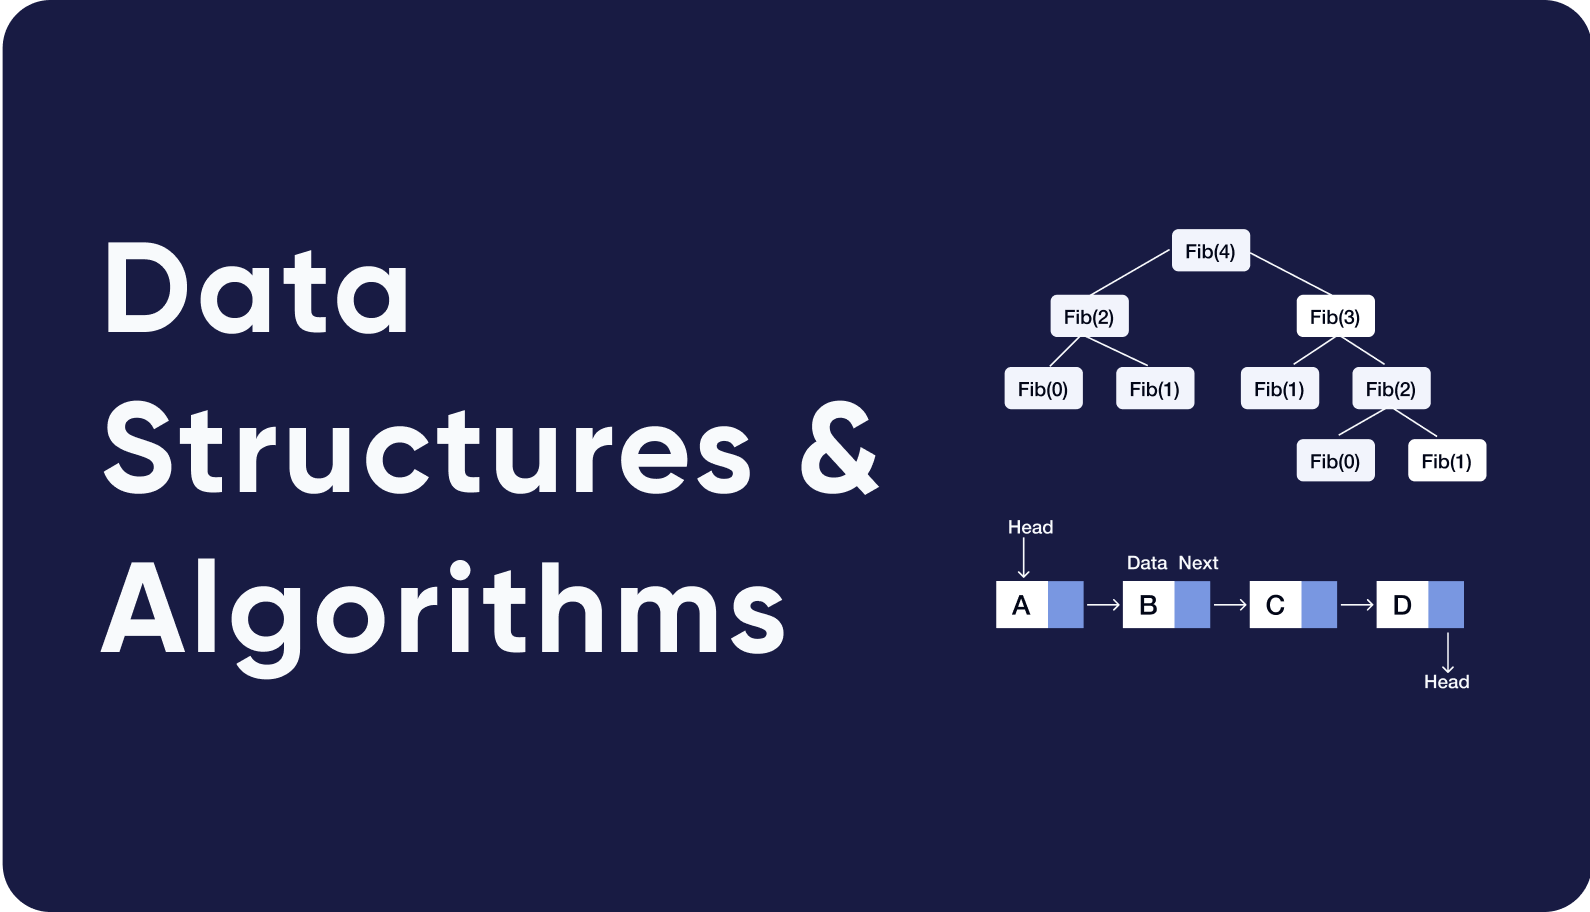 Data
Structures &
Algorithms
Fib(4)
Fib(2) Fib(3)
Fib(0) Fib(1) Fib(1) Fib(2)
Fib(0) Fib(1)
Head
Data Next
A B C D
Head